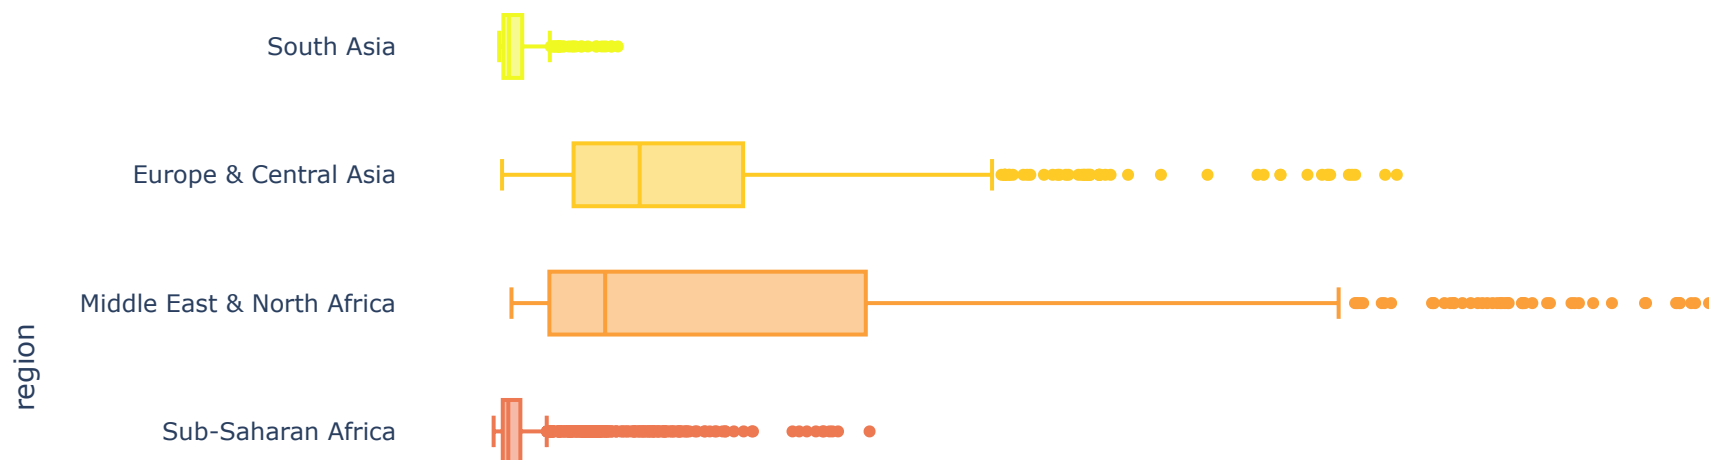 South Asia
Europe & Central Asia
Middle East & North Africa
region
Sub-Saharan Africa